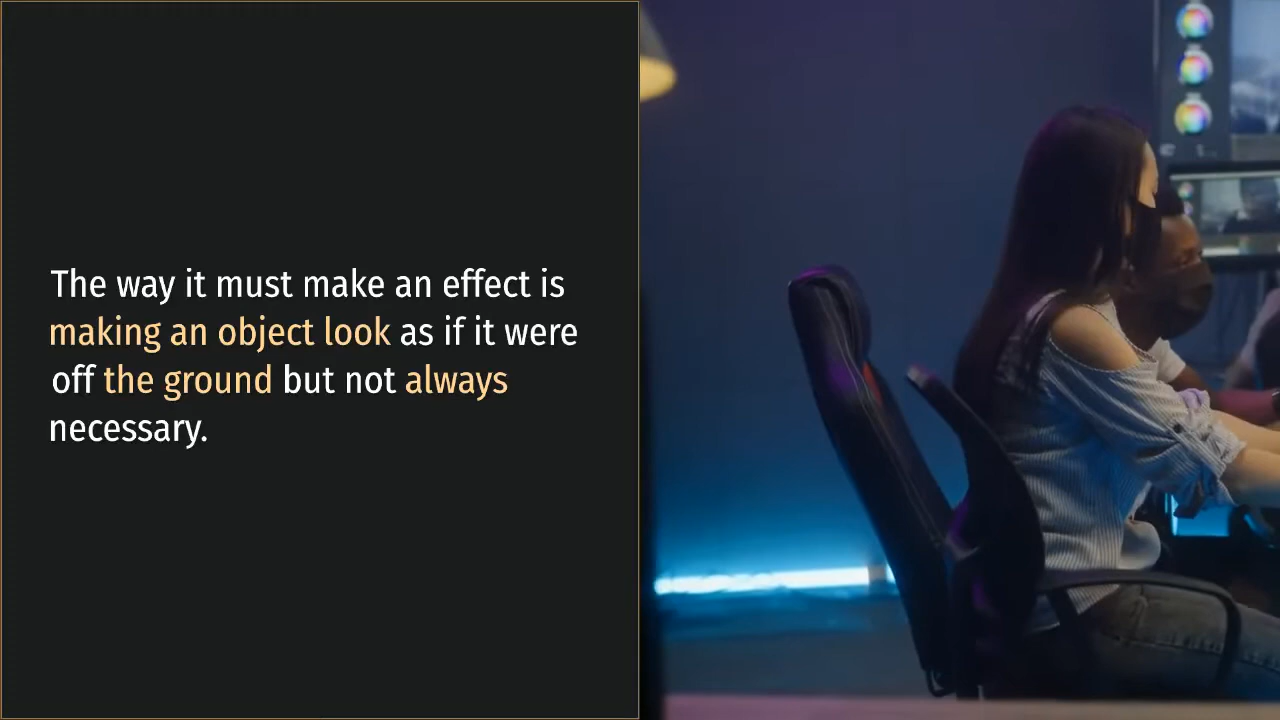 The way it must make an effect is
making an object look as if it were
off the ground but not always
necessary.